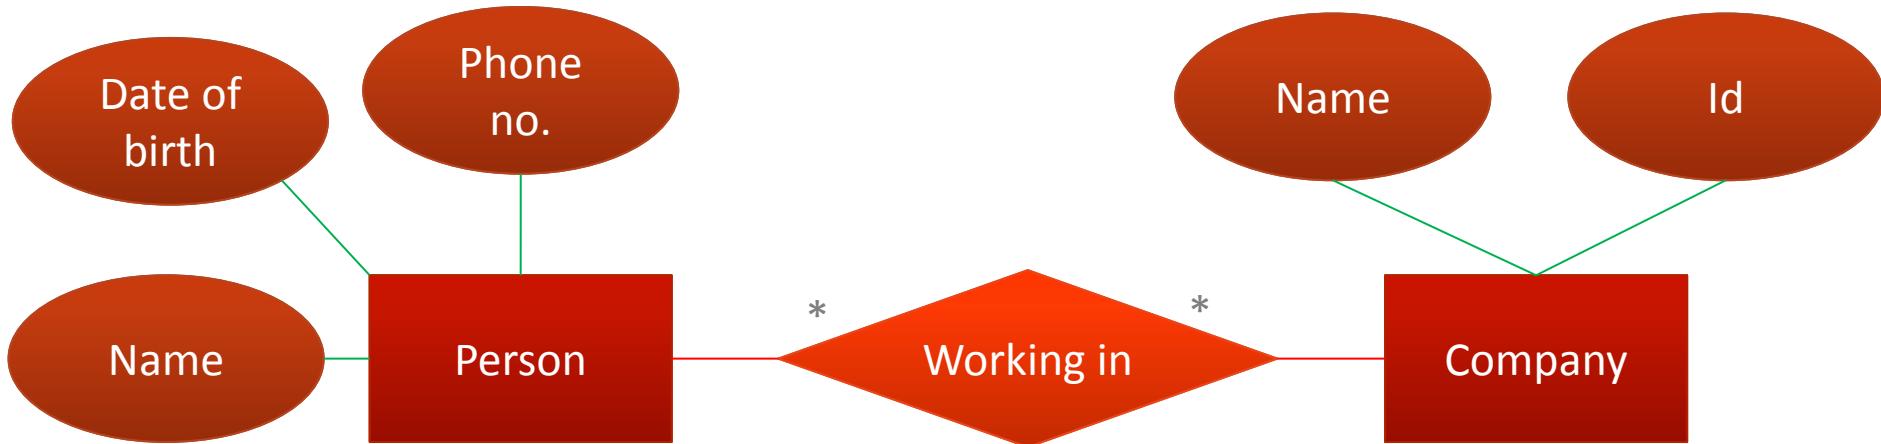 Date of
birth
Phone
no.
Name
Id
Name
Person
*
Working in
*
Company